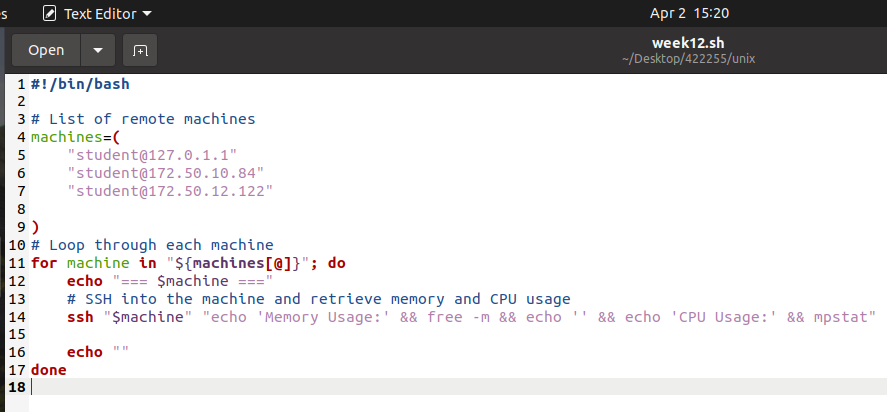 s Text Editor Apr 2 15:20
Open week12.sh
~/Desktop/422255/unix
1 #!/bin/bash
2
3 # List of remote machines
4 machines=(
5     "student@127.0.1.1"
6     "student@172.50.10.84"
7     "student@172.50.12.122"
8
9 )
10 # Loop through each machine
11 for machine in "${machines[@]}"; do
12     echo "=== $machine ==="
13     # SSH into the machine and retrieve memory and CPU usage
14     ssh "$machine" "echo 'Memory Usage:' && free -m && echo '' && echo 'CPU Usage:' && mpstat"
15
16     echo ""
17 done
18